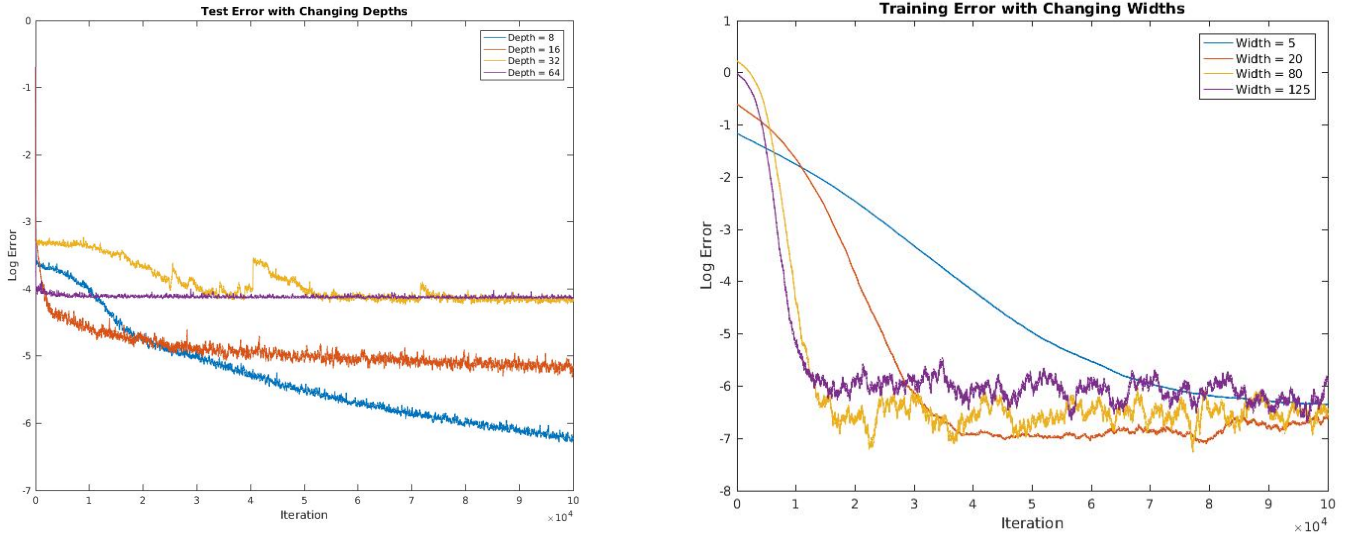 Test Error with Changing Depths
0
-1
-2
-3
-4
-5
-6
-7
Log Error
Depth = 8
Depth = 16
Depth = 32
Depth = 64
0 1 2 3 4 5 6 7 8 9 10
Iteration
×10^4
Training Error with Changing Widths
1
0
-1
-2
-3
-4
-5
-6
-7
-8
Log Error
Width = 5
Width = 20
Width = 80
Width = 125
0 1 2 3 4 5 6 7 8 9 10
Iteration
×10^4